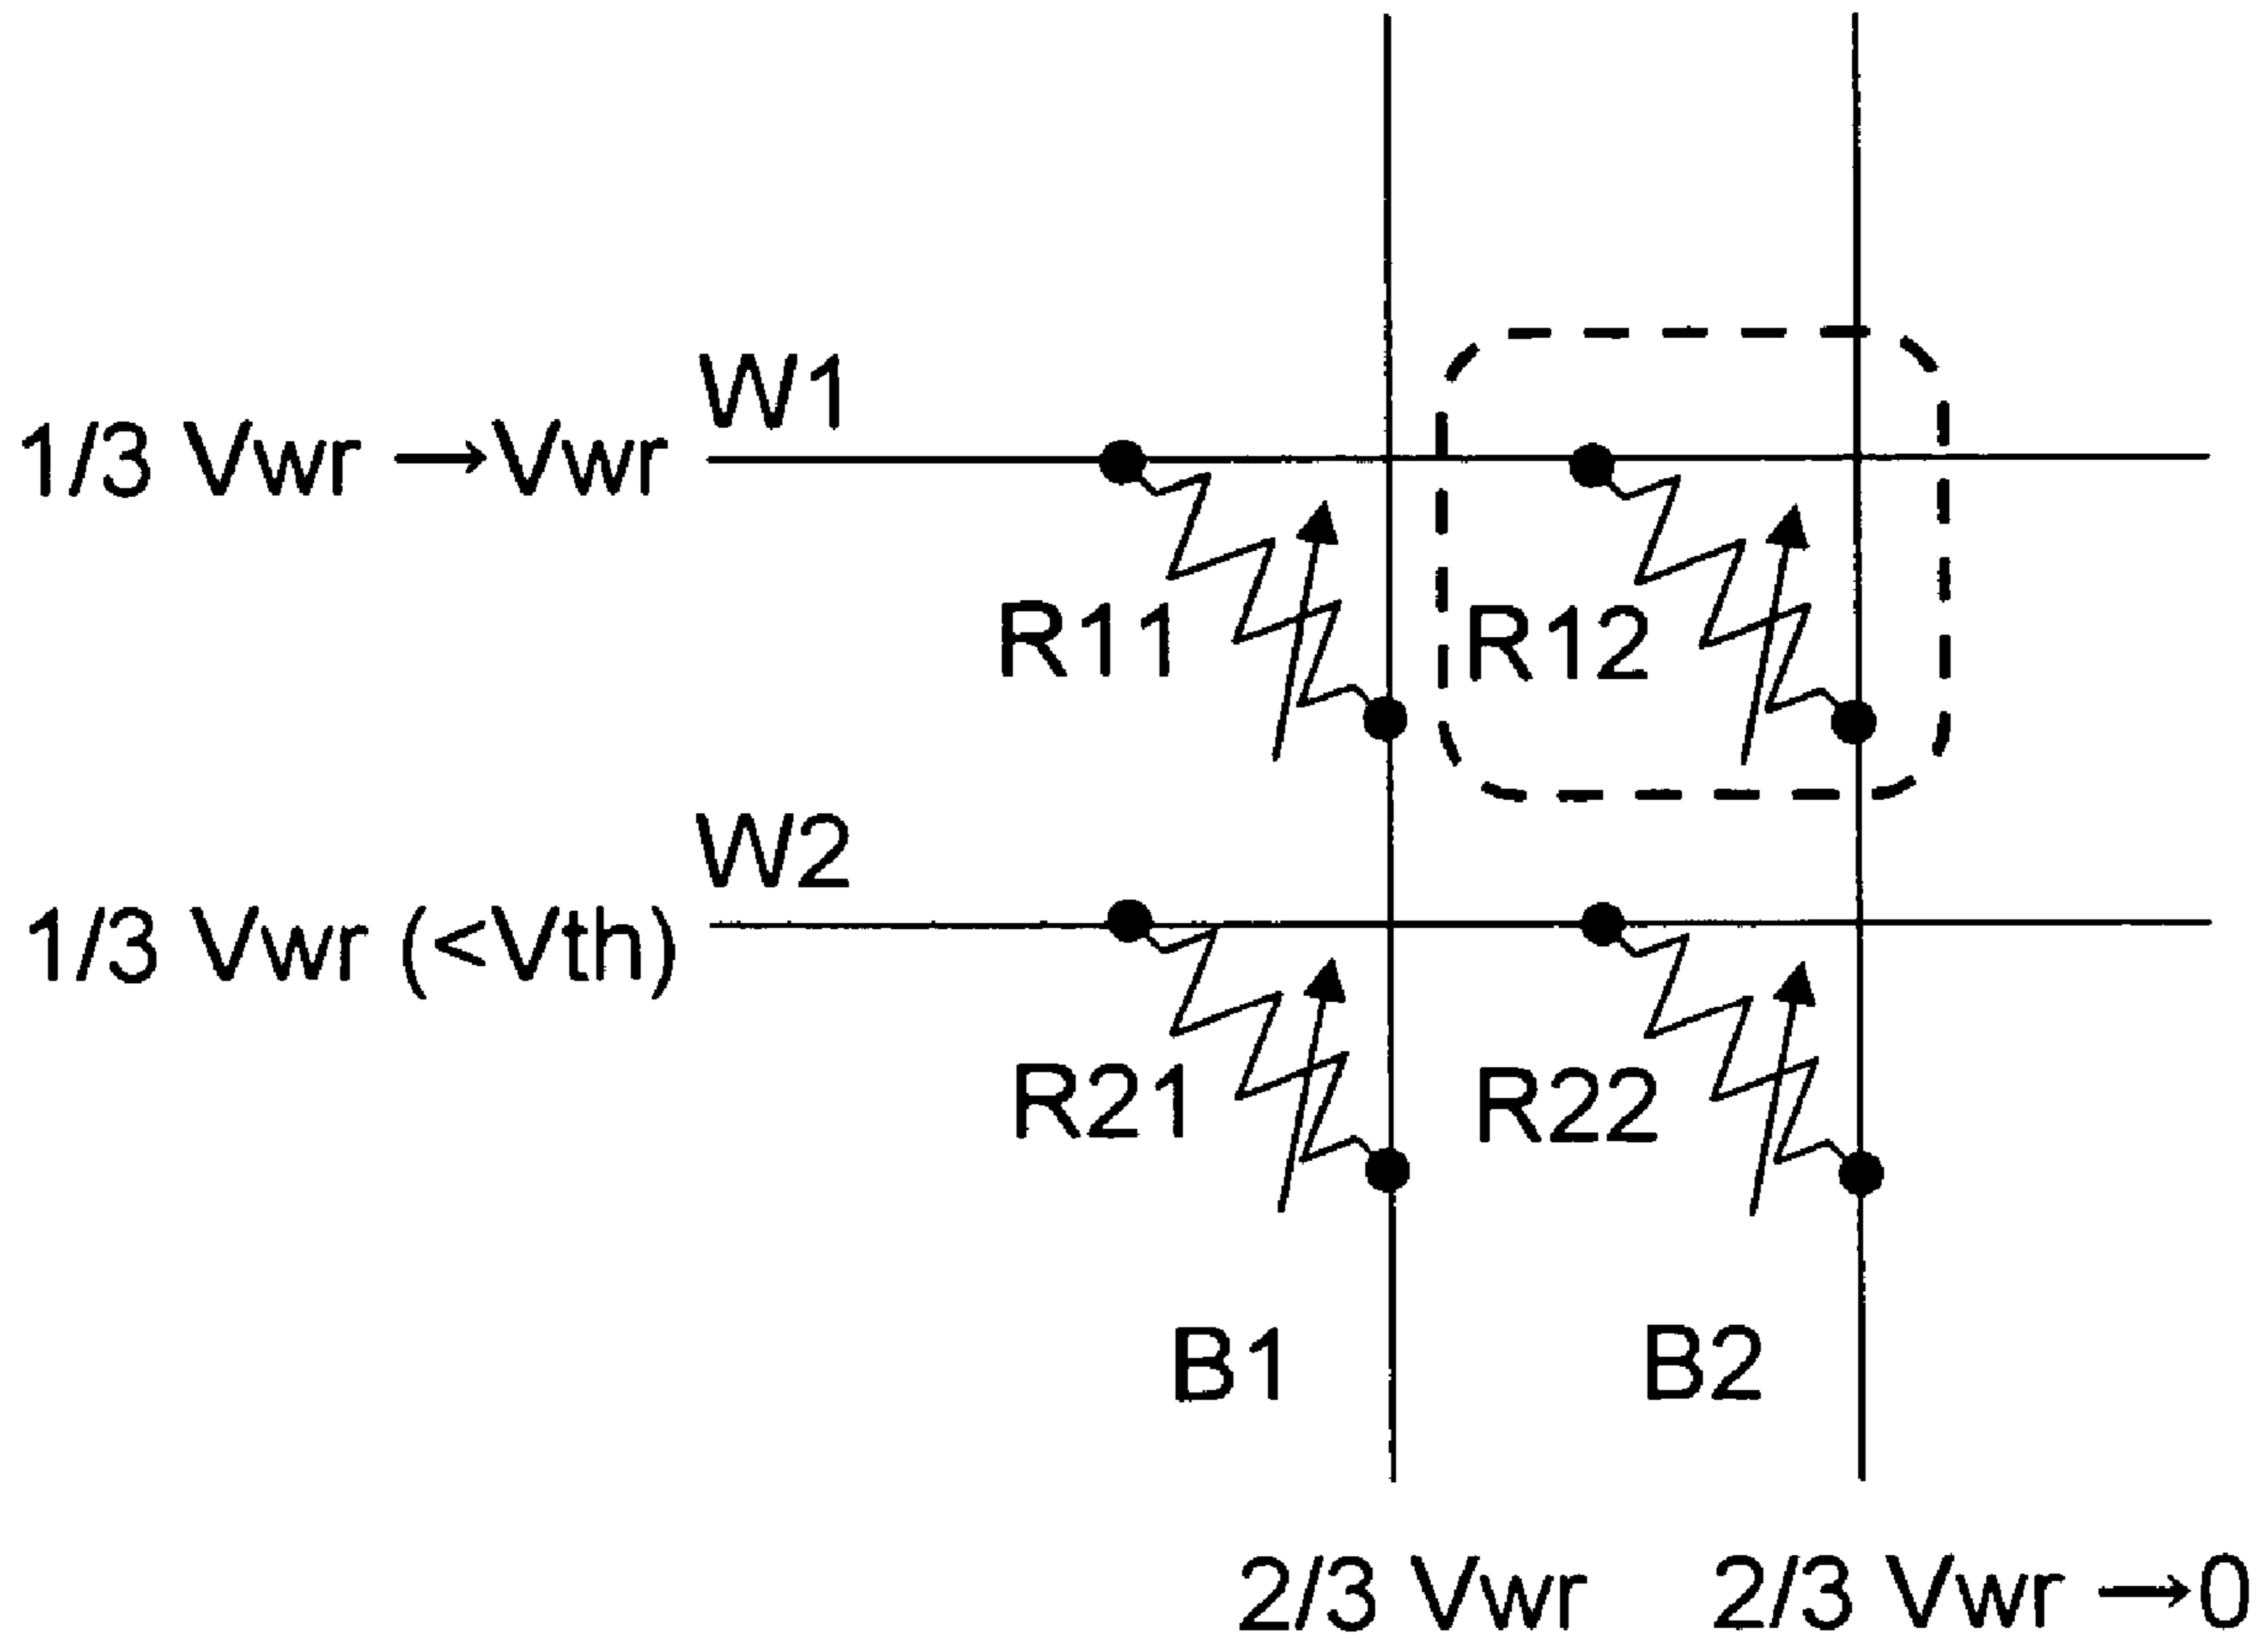 W1
1/3 Vwr →Vwr
R11
R12
W2
1/3 Vwr (<Vth)
R21
R22
B1
B2
2/3 Vwr
2/3 Vwr →0